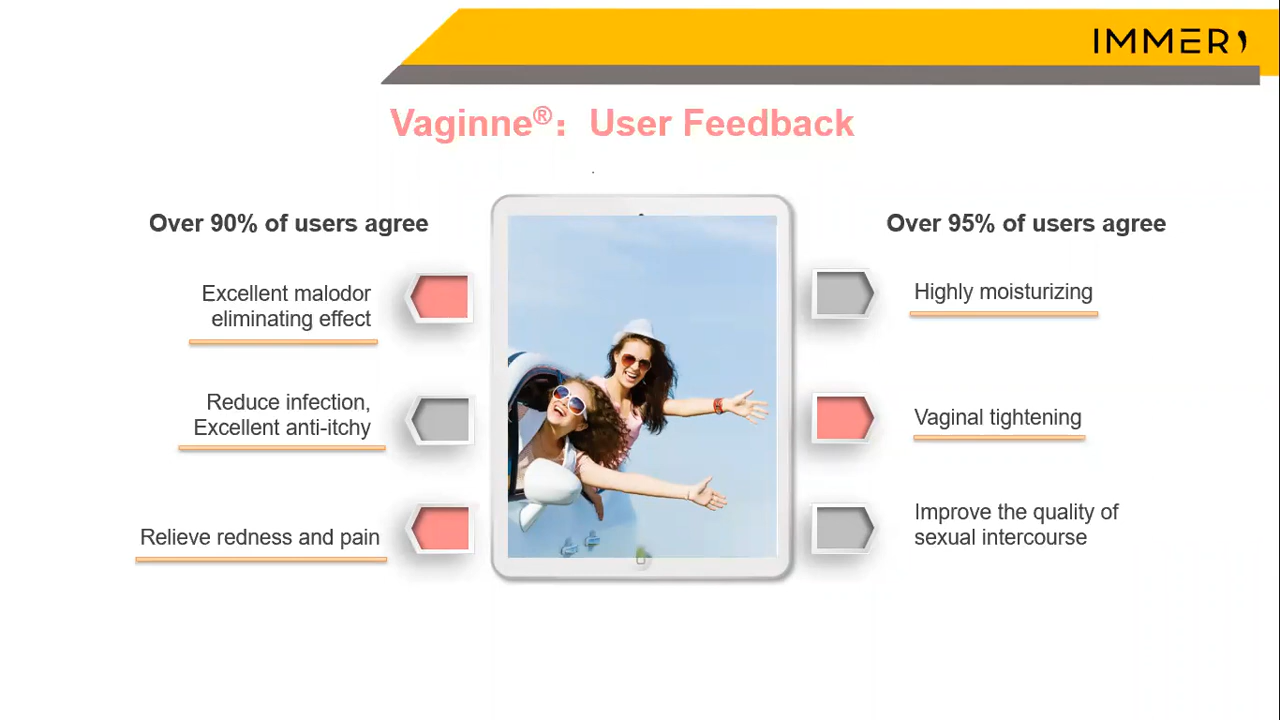 IMMER
Vaginne®: User Feedback
Over 90% of users agree
Excellent malodor
eliminating effect
Reduce infection,
Excellent anti-itchy
Relieve redness and pain
Over 95% of users agree
Highly moisturizing
Vaginal tightening
Improve the quality of
sexual intercourse